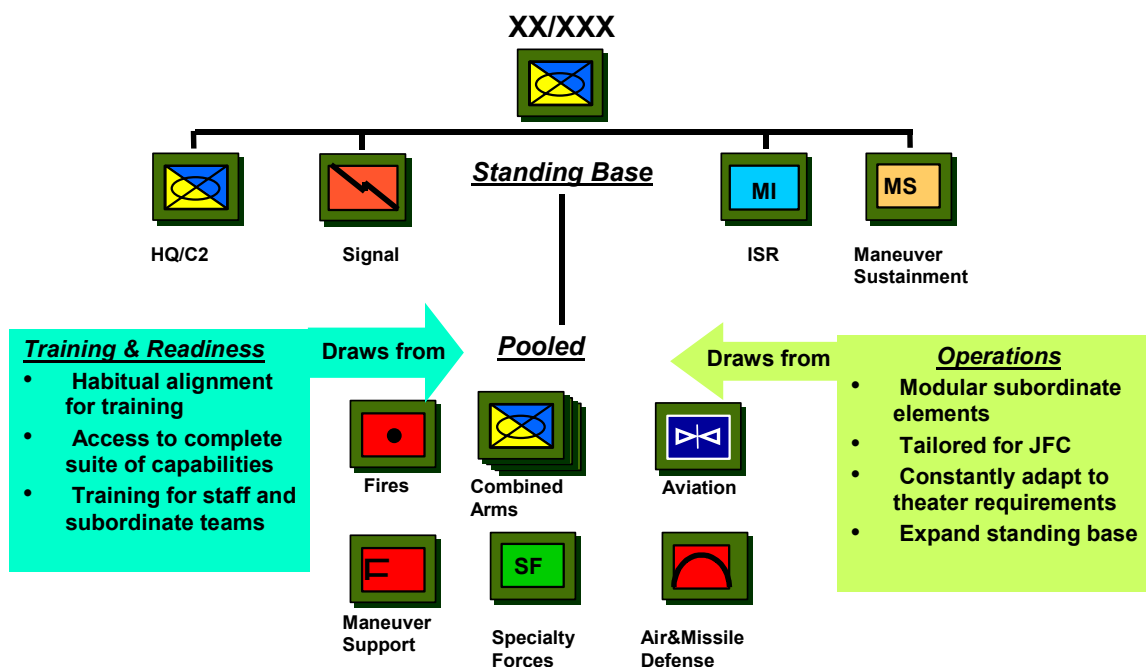 XX/XXX
Standing Base
MI
MS
HQ/C2
Signal
ISR
Maneuver
Sustainment
Training & Readiness
• Habitual alignment
for training
• Access to complete
suite of capabilities
• Training for staff and
subordinate teams
Draws from
Pooled
Draws from
Operations
• Modular subordinate
elements
• Tailored for JFC
• Constantly adapt to
theater requirements
• Expand standing base
Fires
Combined
Arms
Aviation
SF
Maneuver
Support
Specialty
Forces
Air&Missile
Defense